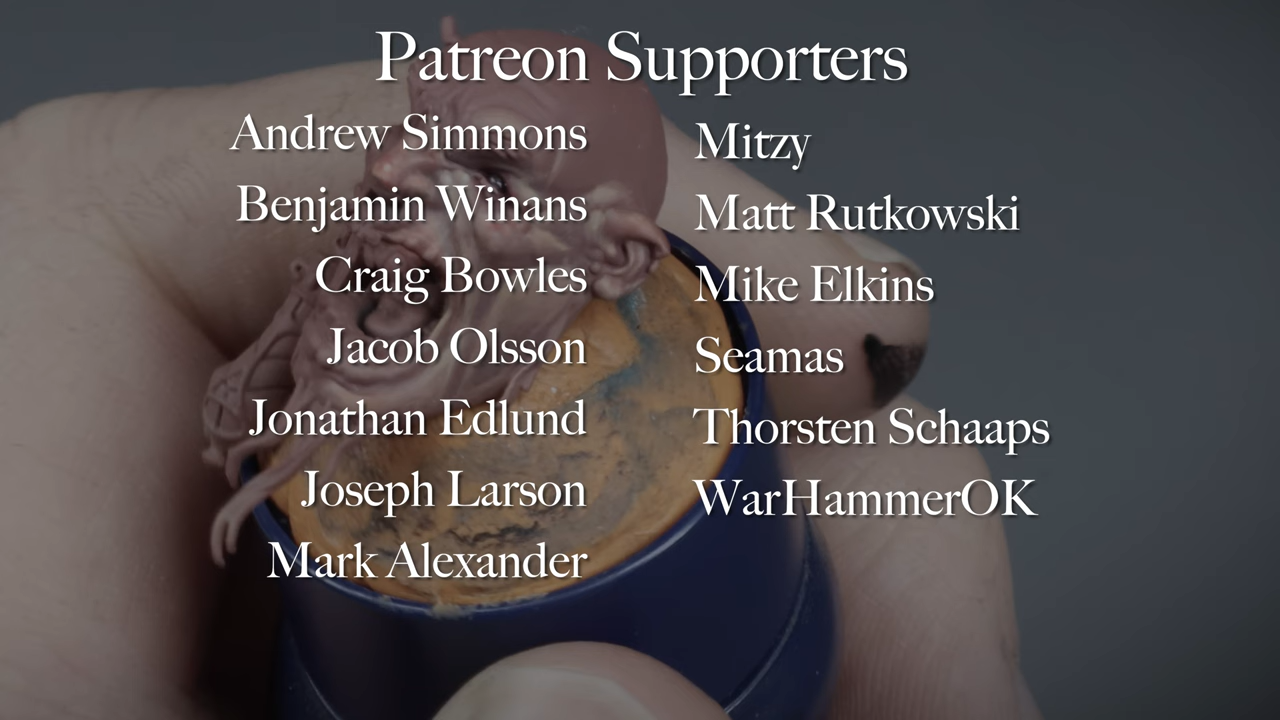 Patreon Supporters
Andrew Simmons
Benjamin Winans
Craig Bowles
Jacob Olsson
Jonathan Edlund
Joseph Larson
Mark Alexander
Mitzy
Matt Rutkowski
Mike Elkins
Seamas
Thorsten Schaaps
WarHammerOK